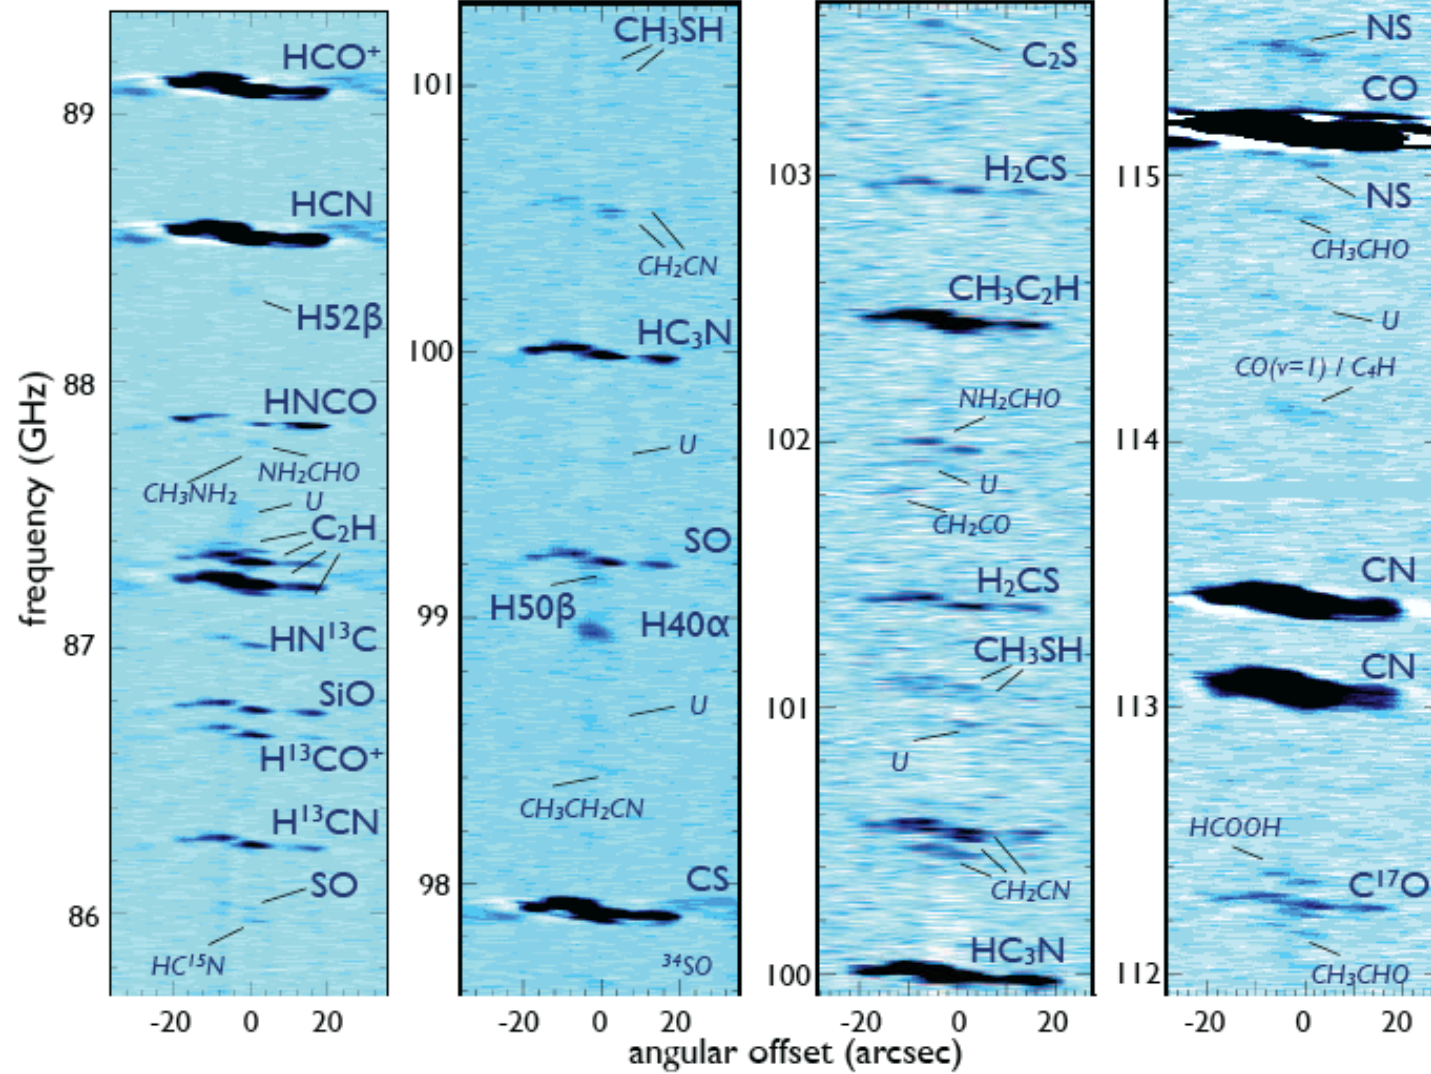 HCO⁺
89
HCN
H52β
88
HNCO
NH₂CHO
CH₃NH₂
U
C₂H
87
HN¹³C
SiO
H¹³CO⁺
H¹³CN
SO
86
HC¹⁵N
-20 0 20
frequency (GHz)
CH₃SH
101
CH₂CN
HC₃N
100
U
SO
H50β
99
H40α
U
CH₃CH₂CN
98
CS
³⁴SO
-20 0 20
C₂S
103
H₂CS
CH₃C₂H
NH₂CHO
102
U
CH₂CO
H₂CS
CH₃SH
101
U
CH₂CN
HC₃N
100
-20 0 20
NS
CO
115
NS
CH₃CHO
U
CO(v=1) / C₄H
114
CN
CN
113
HCOOH
C¹⁷O
112
CH₃CHO
-20 0 20
angular offset (arcsec)